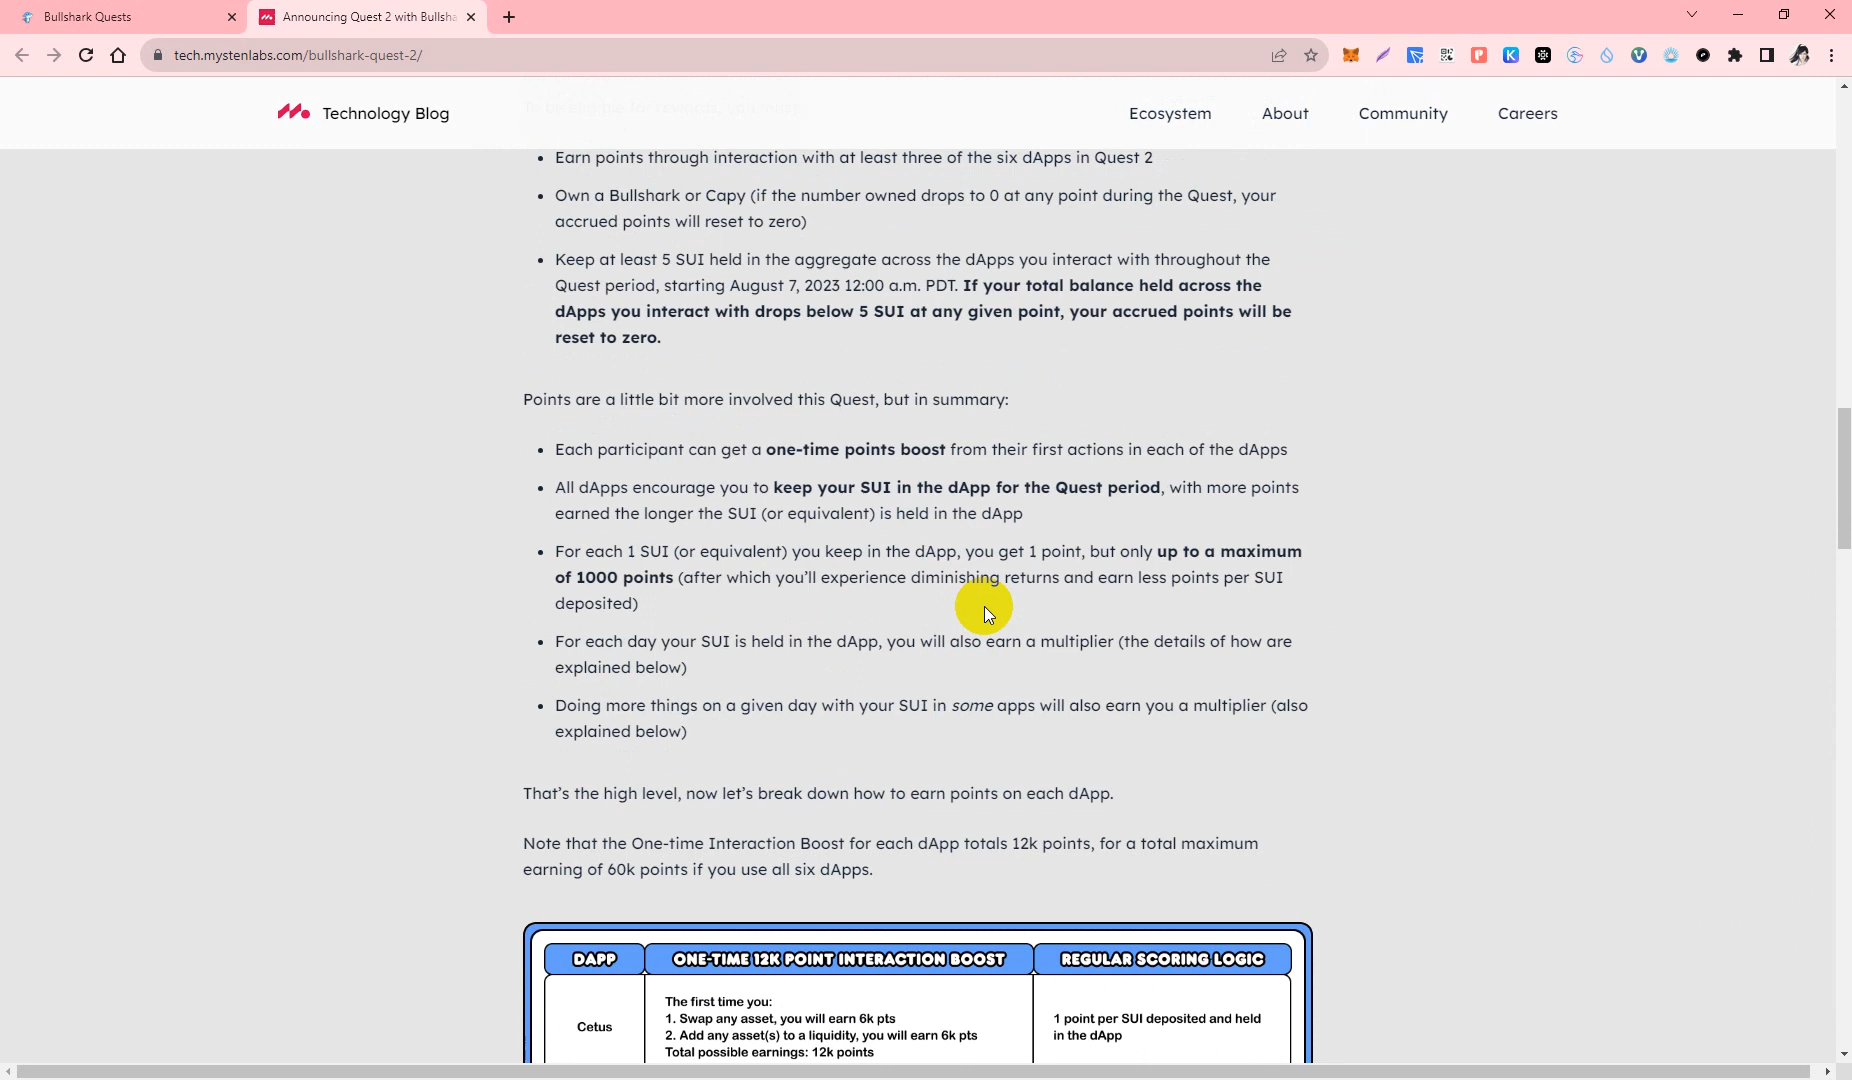 Bullshark Quests
Announcing Quest 2 with Bullsha
tech.mystenlabs.com/bullshark-quest-2/
Technology Blog
Ecosystem
About
Community
Careers
To be eligible for rewards, you must:
• Earn points through interaction with at least three of the six dApps in Quest 2
• Own a Bullshark or Capy (if the number owned drops to 0 at any point during the Quest, your
accrued points will reset to zero)
• Keep at least 5 SUI held in the aggregate across the dApps you interact with throughout the
Quest period, starting August 7, 2023 12:00 a.m. PDT. If your total balance held across the
dApps you interact with drops below 5 SUI at any given point, your accrued points will be
reset to zero.
Points are a little bit more involved this Quest, but in summary:
• Each participant can get a one-time points boost from their first actions in each of the dApps
• All dApps encourage you to keep your SUI in the dApp for the Quest period, with more points
earned the longer the SUI (or equivalent) is held in the dApp
• For each 1 SUI (or equivalent) you keep in the dApp, you get 1 point, but only up to a maximum
of 1000 points (after which you’ll experience diminishing returns and earn less points per SUI
deposited)
• For each day your SUI is held in the dApp, you will also earn a multiplier (the details of how are
explained below)
• Doing more things on a given day with your SUI in some apps will also earn you a multiplier (also
explained below)
That’s the high level, now let’s break down how to earn points on each dApp.
Note that the One-time Interaction Boost for each dApp totals 12k points, for a total maximum
earning of 60k points if you use all six dApps.
DAPP
ONE-TIME 12K POINT INTERACTION BOOST
REGULAR SCORING LOGIC
Cetus
The first time you:
1. Swap any asset, you will earn 6k pts
2. Add any asset(s) to a liquidity, you will earn 6k pts
Total possible earnings: 12k points
1 point per SUI deposited and held
in the dApp